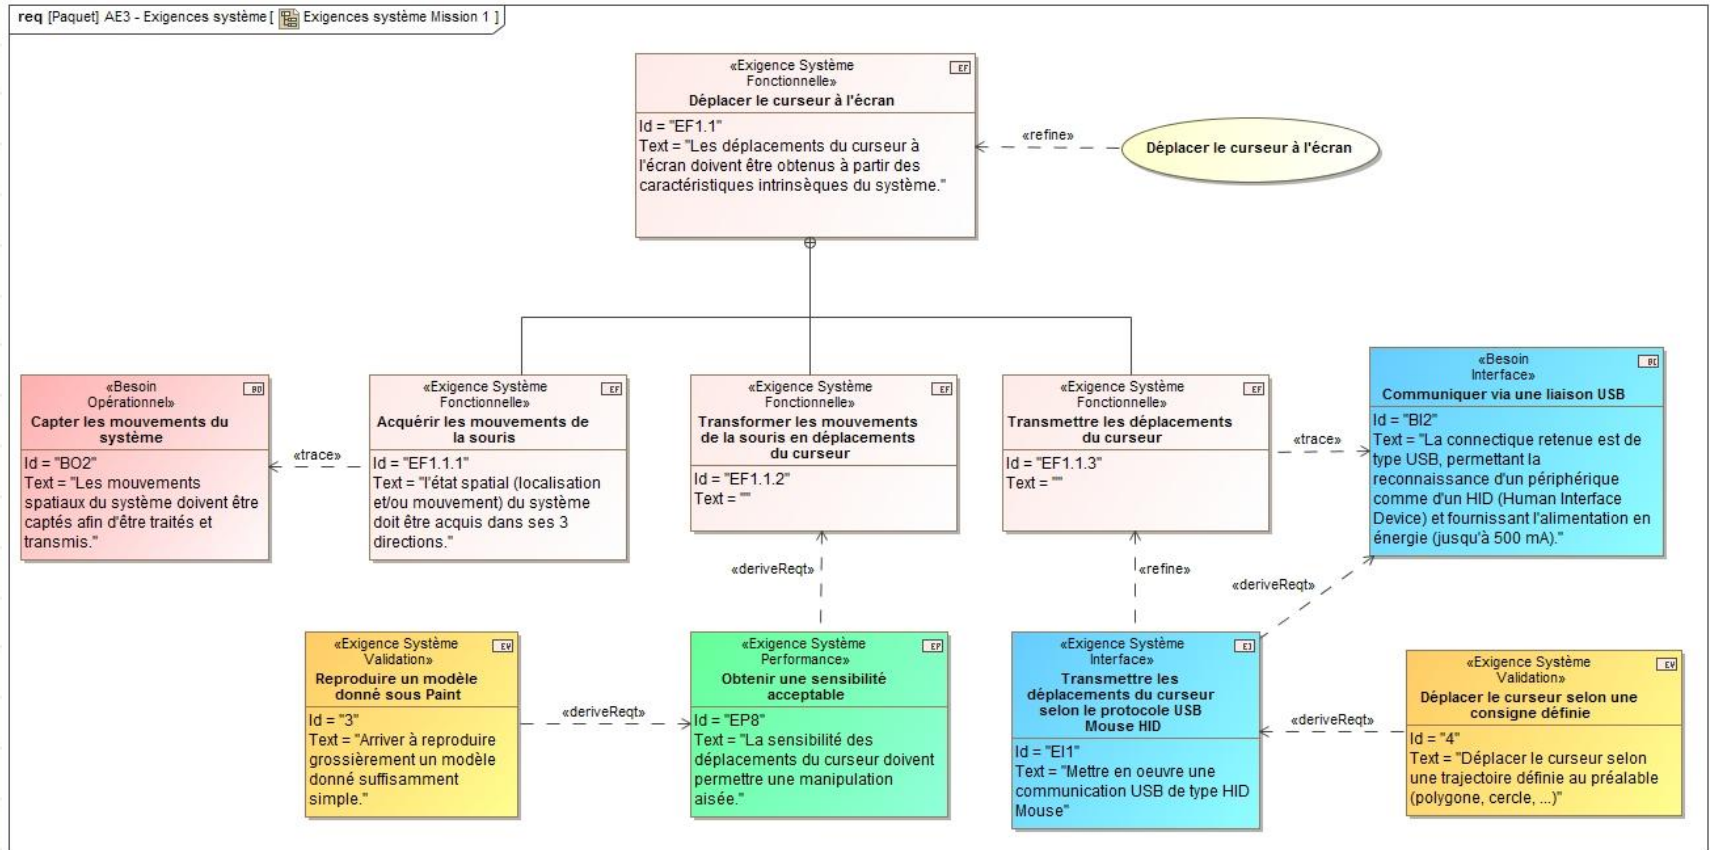 req [Paquet] AE3 - Exigences système [ Exigences système Mission 1 ]
«Exigence Système
Fonctionnelle»
EF
Déplacer le curseur à l'écran
Id = "EF1.1"
Text = "Les déplacements du curseur à
l'écran doivent être obtenus à partir des
caractéristiques intrinsèques du système."
«refine»
Déplacer le curseur à l'écran
«Besoin
Opérationnel»
BO
Capter les mouvements du
système
Id = "BO2"
Text = "Les mouvements
spatiaux du système doivent être
captés afin d'être traités et
transmis."
«trace»
«Exigence Système
Fonctionnelle»
EF
Acquérir les mouvements de
la souris
Id = "EF1.1.1"
Text = "l'état spatial (localisation
et/ou mouvement) du système
doit être acquis dans ses 3
directions."
«Exigence Système
Fonctionnelle»
EF
Transformer les mouvements
de la souris en déplacements
du curseur
Id = "EF1.1.2"
Text = ""
«Exigence Système
Fonctionnelle»
EF
Transmettre les déplacements
du curseur
Id = "EF1.1.3"
Text = ""
«trace»
«Besoin
Interface»
BI
Communiquer via une liaison USB
Id = "BI2"
Text = "La connectique retenue est de
type USB, permettant la
reconnaissance d'un périphérique
comme d'un HID (Human Interface
Device) et fournissant l'alimentation en
énergie (jusqu'à 500 mA)."
«deriveReqt»
«refine»
«deriveReqt»
«Exigence Système
Validation»
EV
Reproduire un modèle
donné sous Paint
Id = "3"
Text = "Arriver à reproduire
grossièrement un modèle
donné suffisamment
simple."
«deriveReqt»
«Exigence Système
Performance»
EP
Obtenir une sensibilité
acceptable
Id = "EP8"
Text = "La sensibilité des
déplacements du curseur doivent
permettre une manipulation
aisée."
«Exigence Système
Interface»
EI
Transmettre les
déplacements du curseur
selon le protocole USB
Mouse HID
Id = "EI1"
Text = "Mettre en oeuvre une
communication USB de type HID
Mouse"
«deriveReqt»
«Exigence Système
Validation»
EV
Déplacer le curseur selon une
consigne définie
Id = "4"
Text = "Déplacer le curseur selon
une trajectoire définie au préalable
(polygone, cercle, ...)"